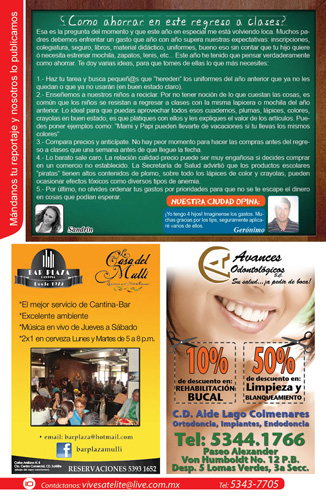 ¿Como ahorrar en este regreso a clases?
Esa es la pregunta del momento y que este año en especial me está volviendo loca. Muchos pa-
dres debemos enfrentar un gasto que año con año supera nuestras expectativas: inscripciones,
colegiatura, seguro, libros, material didáctico, uniformes, bueno eso sin contar que tu hijo quiere
ó necesita estrenar mochila, zapatos, tenis, etc... Este año he tenido que pensar verdaderamente
como ahorrar. Te doy varias ideas, para que tomes de ellas lo que más necesites:
1.- Haz tu tarea y busca pequeñ@s que "hereden" los uniformes del año anterior que ya no les
quedan o que ya no usarán (en buen estado claro).
2.- Enseñemos a nuestros niños a reciclar. Por no tener noción de lo que cuestan las cosas, es
común que los niños se resistan a regresar a clases con la misma lapicera o mochila del año
anterior. Lo ideal para que puedas aprovechar todos esos cuadernos, plumas, lápices, colores,
crayolas en buen estado, es que platiques con ellos y les expliques el valor de los artículos. Pue-
des poner ejemplos como: "Mami y Papi pueden llevarte de vacaciones si tu llevas los mismos
colores"
3.- Compara precios y anticípate. No hay peor momento para hacer las compras antes del regre-
so a clases que una semana antes de que llegue la fecha.
4.- Lo barato sale caro. La relación calidad-precio puede ser muy engañosa si decides comprar
en un comercio no establecido. La Secretaría de Salud advirtió que los productos escolares
"piratas" tienen altos contenidos de plomo, sobre todo los lápices de color y crayolas, pueden
ocasionar efectos tóxicos como diversos tipos de anemia.
5.- Por último, no olvides ordenar tus gastos por prioridades para que no se te escape el dinero
en cosas que podían esperar.
Sandrin
NUESTRA CIUDAD OPINA:
¡Yo tengo 4 hijos! Imagínense los gastos. Mu-
chas gracias por los tips, seguramente aplica-
ré varios de ellos.
Gerónimo
Mándanos tu reportaje y nosotros lo publicamos
BAR PLAZA
CANTINA
Desde 1982
La
Casa del
Mulli
*El mejor servicio de Cantina-Bar
*Excelente ambiente
*Música en vivo de Jueves a Sábado
*2x1 en cerveza Lunes y Martes de 5 a 8 p.m.
• email: barplaza@hotmail.com
f barplazamulli
RESERVACIONES 5393 1652
Avances
Odontológicos
Su salud...¡a pedir de boca!
10%
de descuento en:
REHABILITACIÓN
BUCAL
50%
de descuento en:
Limpieza y
BLANQUEAMIENTO
C.D. Aide Lago Colmenares
Ortodoncia, Implantes, Endodoncia
Tel: 5344.1766
Paseo Alexander
Von Humboldt No. 12 P.B.
Desp. 5 Lomas Verdes, 3a Secc.
10
Contáctanos: vivesatelite@live.com.mx
Tel: 5343-7705